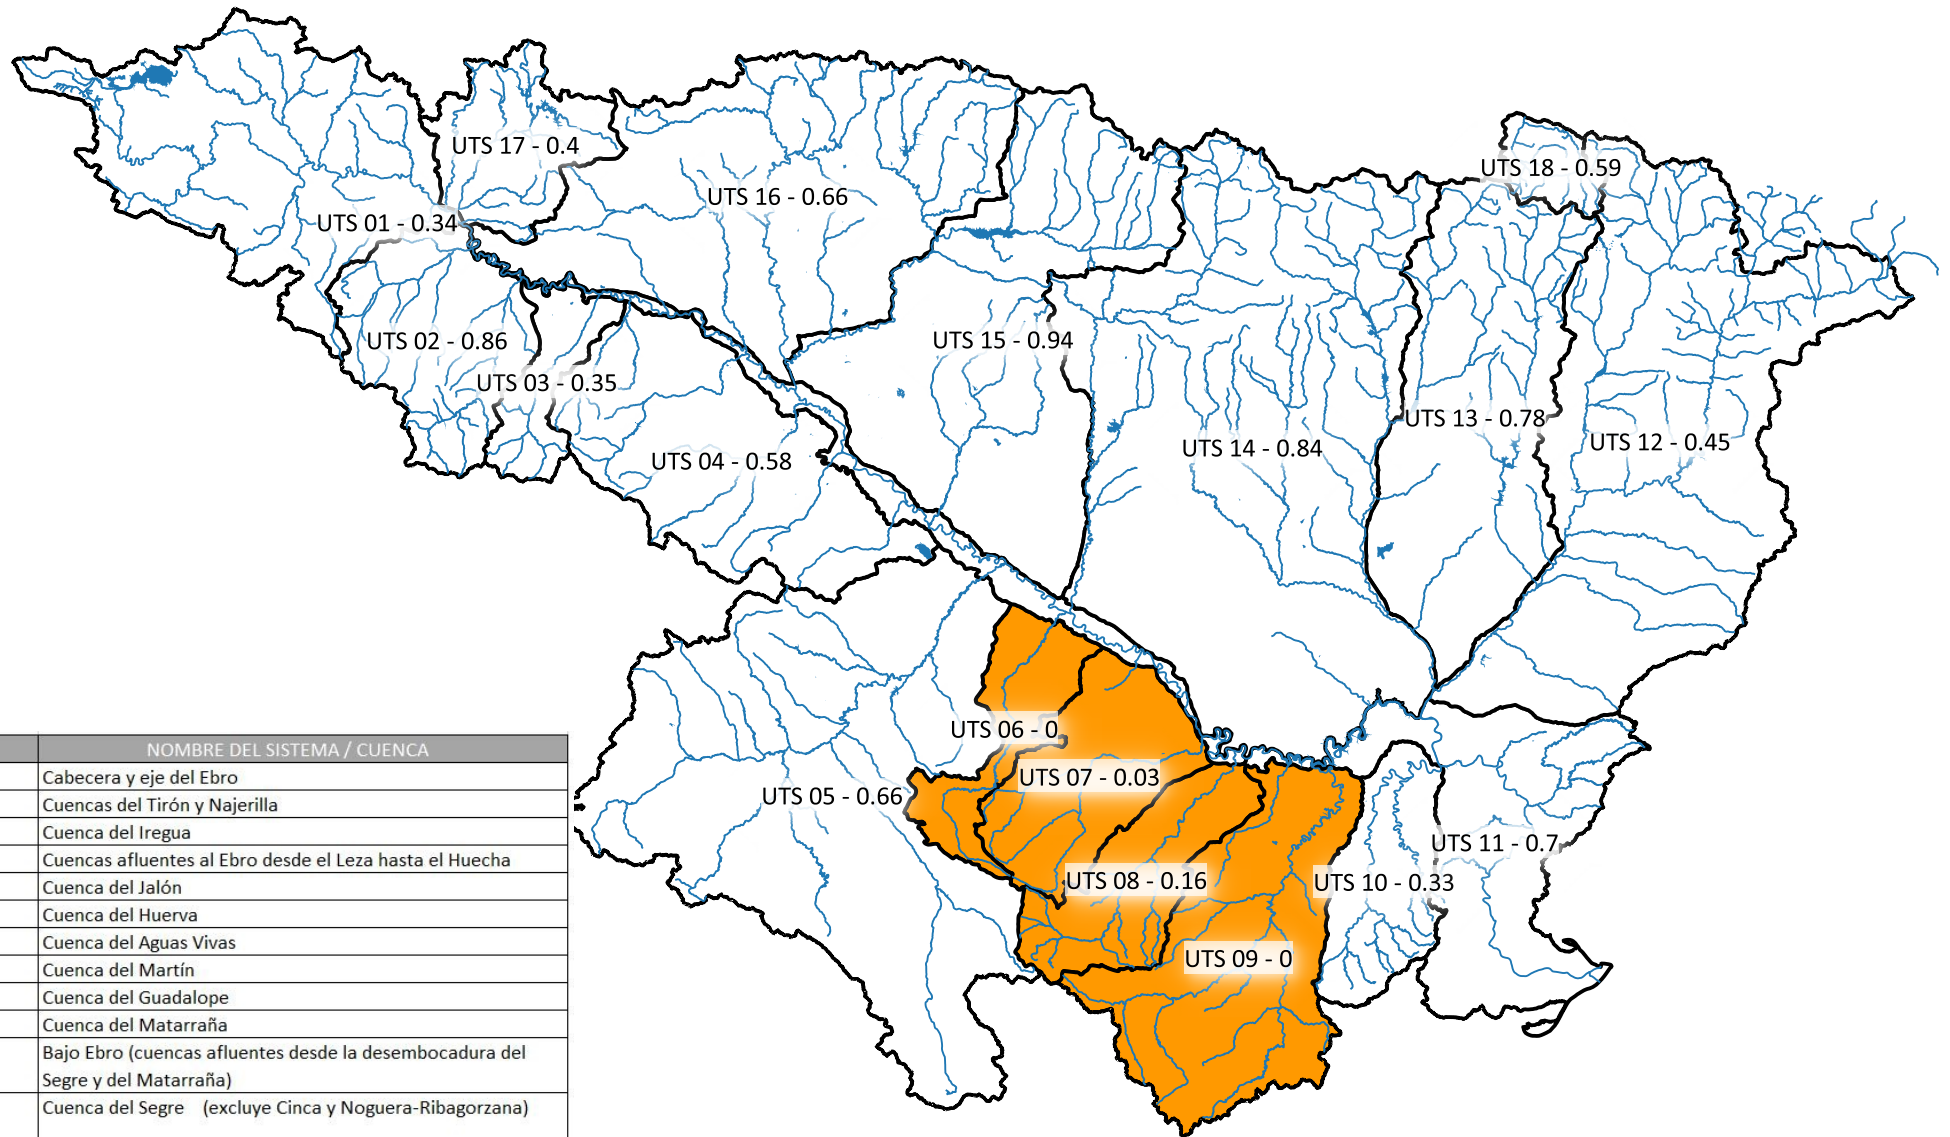 UTS 17 - 0.4
UTS 18 - 0.59
UTS 16 - 0.66
UTS 01 - 0.34
UTS 02 - 0.86
UTS 15 - 0.94
UTS 03 - 0.35
UTS 13 - 0.78
UTS 12 - 0.45
UTS 14 - 0.84
UTS 04 - 0.58
UTS 06 - 0
UTS 07 - 0.03
UTS 05 - 0.66
UTS 11 - 0.7
UTS 08 - 0.16
UTS 10 - 0.33
UTS 09 - 0
NOMBRE DEL SISTEMA / CUENCA
Cabecera y eje del Ebro
Cuencas del Tirón y Najerilla
Cuenca del Iregua
Cuencas afluentes al Ebro desde el Leza hasta el Huecha
Cuenca del Jalón
Cuenca del Huerva
Cuenca del Aguas Vivas
Cuenca del Martín
Cuenca del Guadalope
Cuenca del Matarraña
Bajo Ebro (cuencas afluentes desde la desembocadura del
Segre y del Matarraña)
Cuenca del Segre (excluye Cinca y Noguera-Ribagorzana)